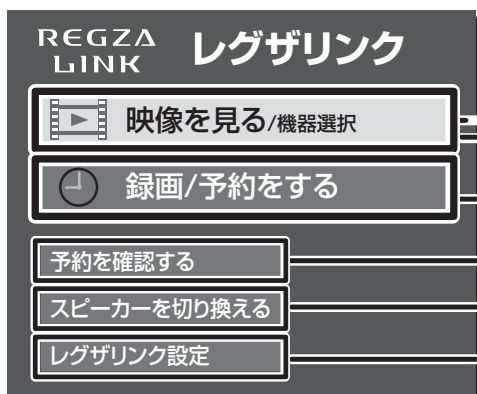 REGZA
LINK
レグザリンク
映像を見る/機器選択
録画/予約をする
予約を確認する
スピーカーを切り換える
レグザリンク設定